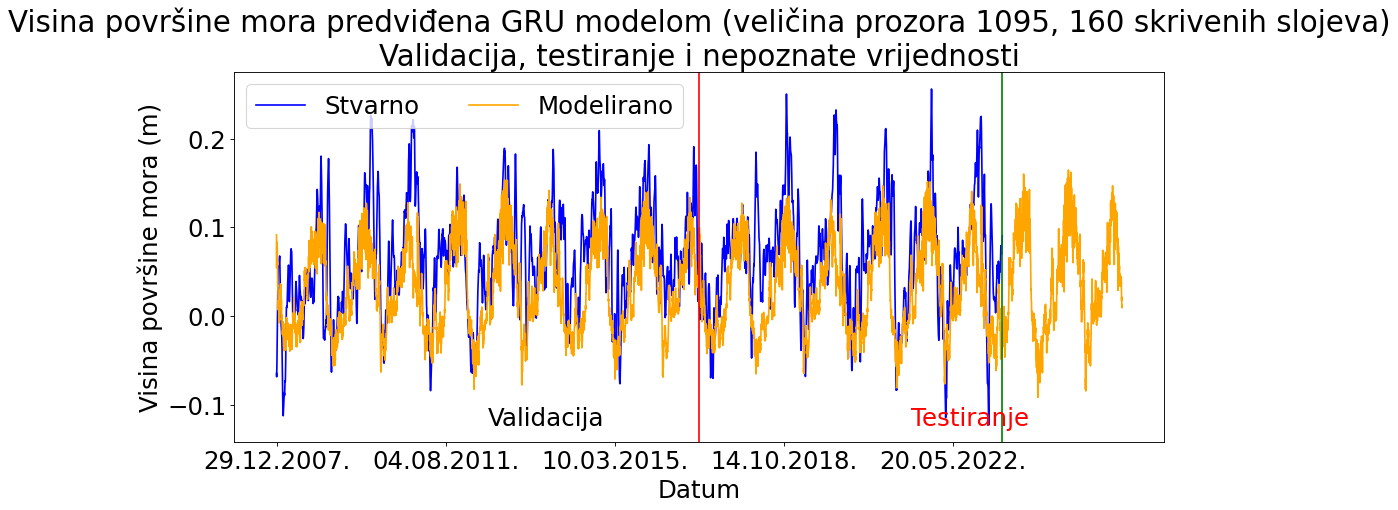 Visina površine mora predviđena GRU modelom (veličina prozora 1095, 160 skrivenih slojeva)
Validacija, testiranje i nepoznate vrijednosti
Stvarno
Modelirano
Visina površine mora (m)
0.2
0.1
0.0
−0.1
Validacija
Testiranje
29.12.2007.
04.08.2011.
10.03.2015.
14.10.2018.
20.05.2022.
Datum